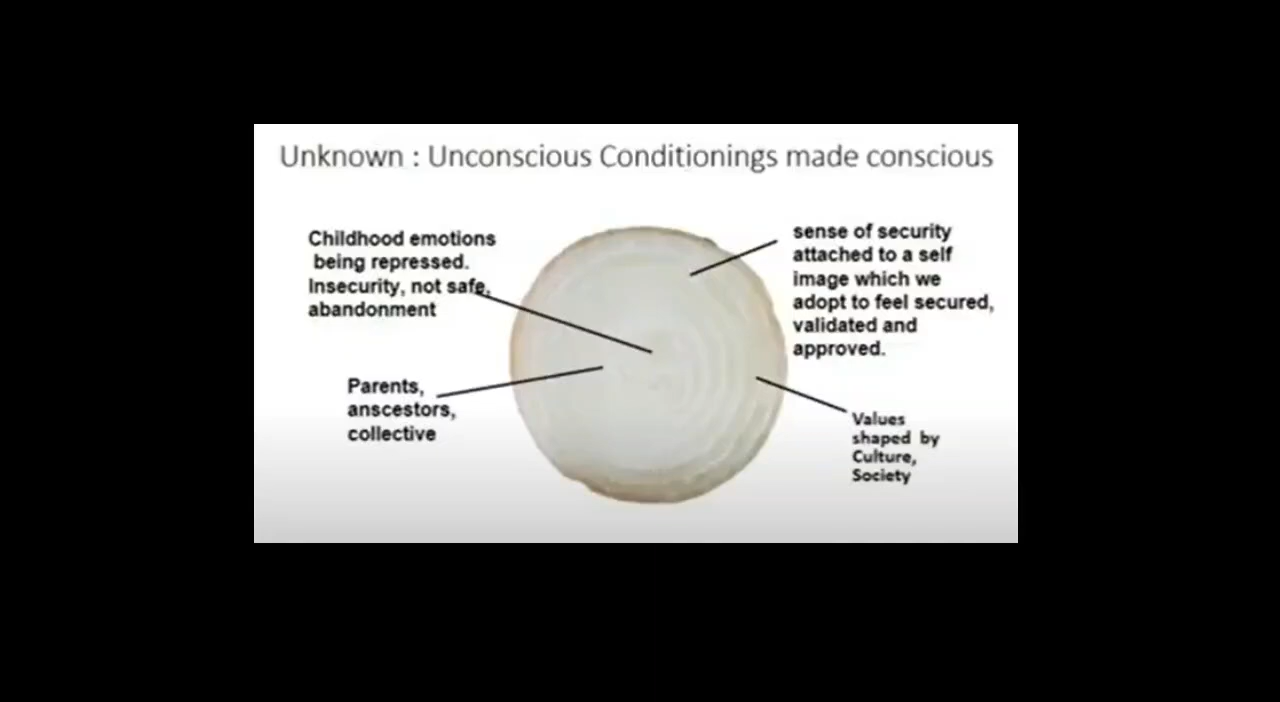 Unknown : Unconscious Conditionings made conscious
Childhood emotions
being repressed.
Insecurity, not safe,
abandonment
Parents,
anscestors,
collective
sense of security
attached to a self
image which we
adopt to feel secured,
validated and
approved.
Values
shaped by
Culture,
Society